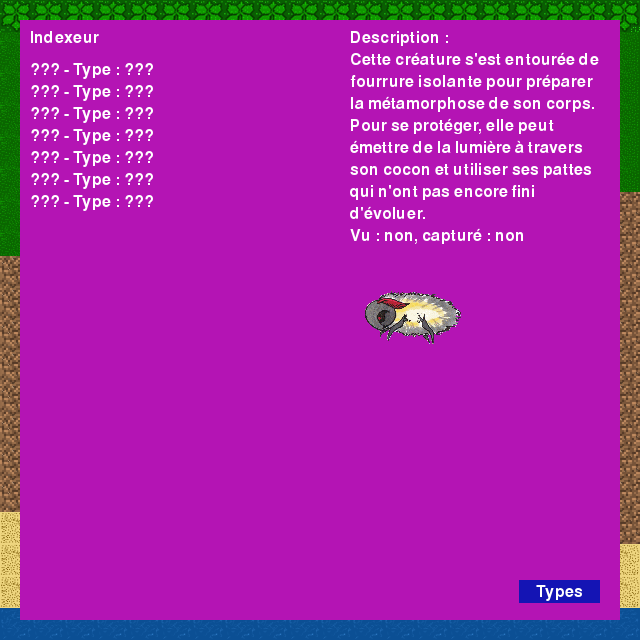 Indexeur
??? - Type : ???
??? - Type : ???
??? - Type : ???
??? - Type : ???
??? - Type : ???
??? - Type : ???
??? - Type : ???
Description :
Cette créature s'est entourée de
fourrure isolante pour préparer
la métamorphose de son corps.
Pour se protéger, elle peut
émettre de la lumière à travers
son cocon et utiliser ses pattes
qui n'ont pas encore fini
d'évoluer.
Vu : non, capturé : non
Types